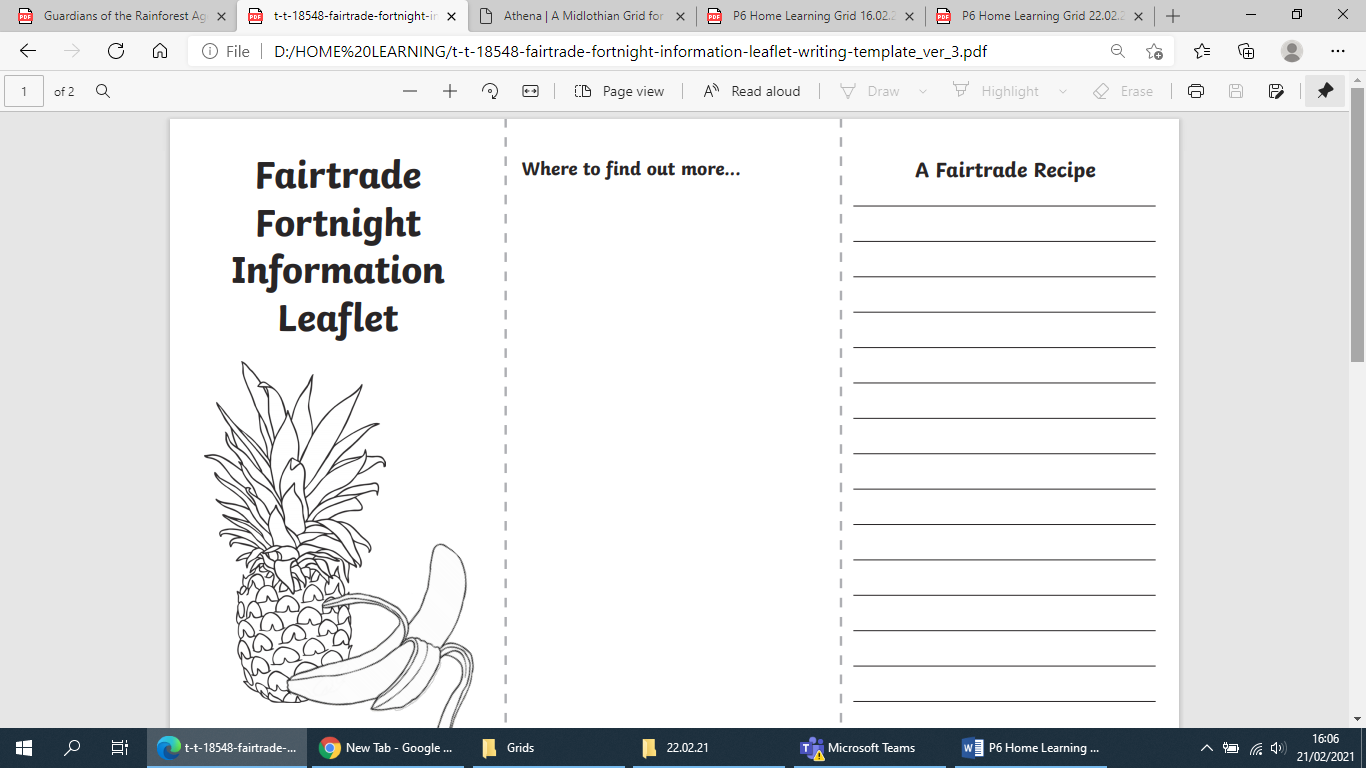 Guardians of the Rainforest Ag
t-t-18548-fairtrade-fortnight-in
Athena | A Midlothian Grid for
P6 Home Learning Grid 16.02.2
P6 Home Learning Grid 22.02.2
File
D:/HOME%20LEARNING/t-t-18548-fairtrade-fortnight-information-leaflet-writing-template_ver_3.pdf
1 of 2
Page view
Read aloud
Draw
Highlight
Erase
Fairtrade
Fortnight
Information
Leaflet
Where to find out more...
A Fairtrade Recipe
t-t-18548-fairtrade-...
New Tab - Google ...
Grids
22.02.21
Microsoft Teams
P6 Home Learning ...
16:06
21/02/2021